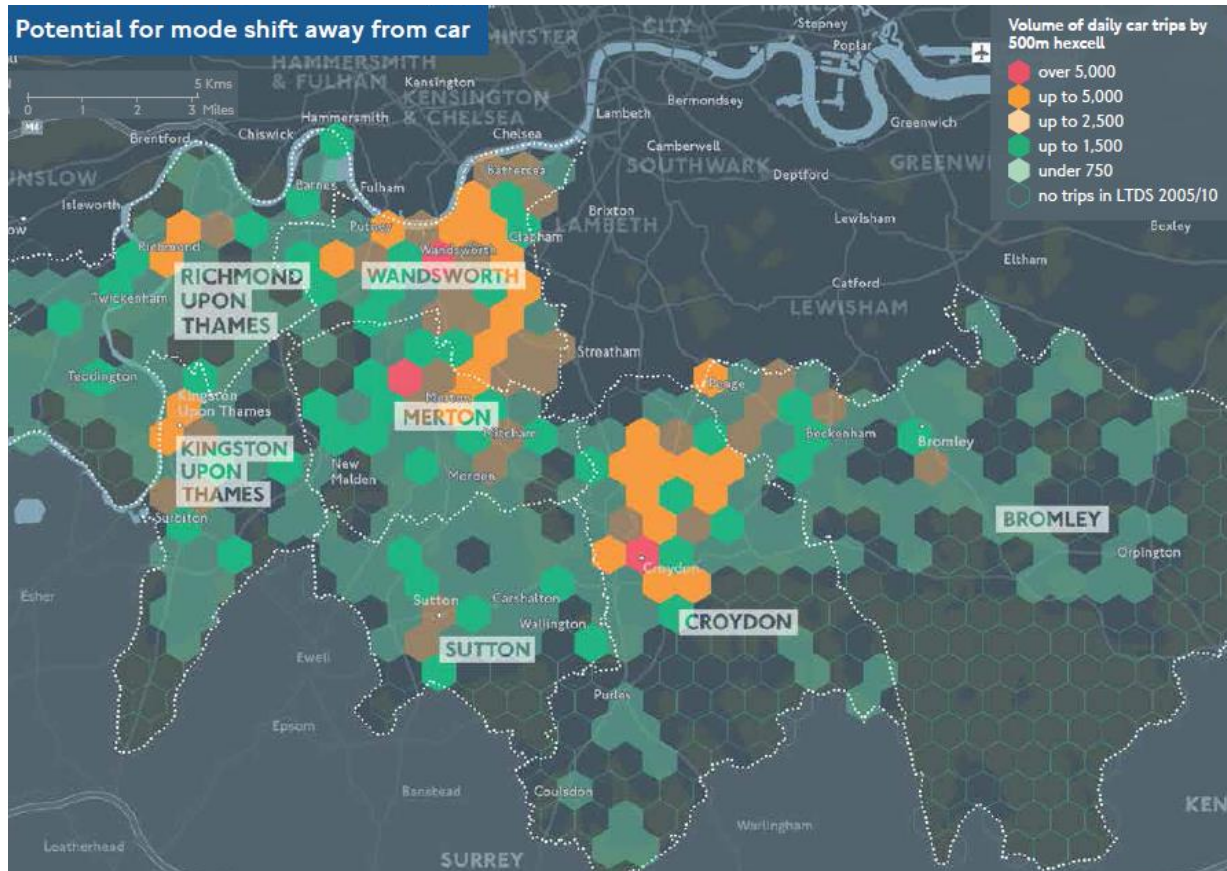 Potential for mode shift away from car
Volume of daily car trips by
500m hexcell
over 5,000
up to 5,000
up to 2,500
up to 1,500
under 750
no trips in LTDS 2005/10
0
5 Kms
0 1 2 3 Miles
M4
HAMMERSMITH
& FULHAM
KENSINGTON
& CHELSEA
CITY
Stepney
Poplar
Kensington
Hammersmith
Chiswick
Brentford
Chelsea
Lambeth
Bermondsey
Greenwich
Camberwell
SOUTHWARK
Deptford
Isleworth
Barnes
Fulham
Battersea
Brixton
LAMBETH
Lewisham
Bexley
Eltham
Catford
LEWISHAM
Richmond
Putney
Wandsworth
Clapham
RICHMOND
UPON
THAMES
WANDSWORTH
Twickenham
Streatham
Teddington
Kingston
Upon Thames
KINGSTON
UPON
THAMES
Merton
MERTON
Mitcham
Penge
Beckenham
Bromley
New
Malden
Morden
Surbiton
BROMLEY
Orpington
Croydon
CROYDON
Esher
Sutton
Carshalton
Wallington
SUTTON
Ewell
Epsom
Purley
Banstead
Coulsdon
Warlingham
Leatherhead
SURREY